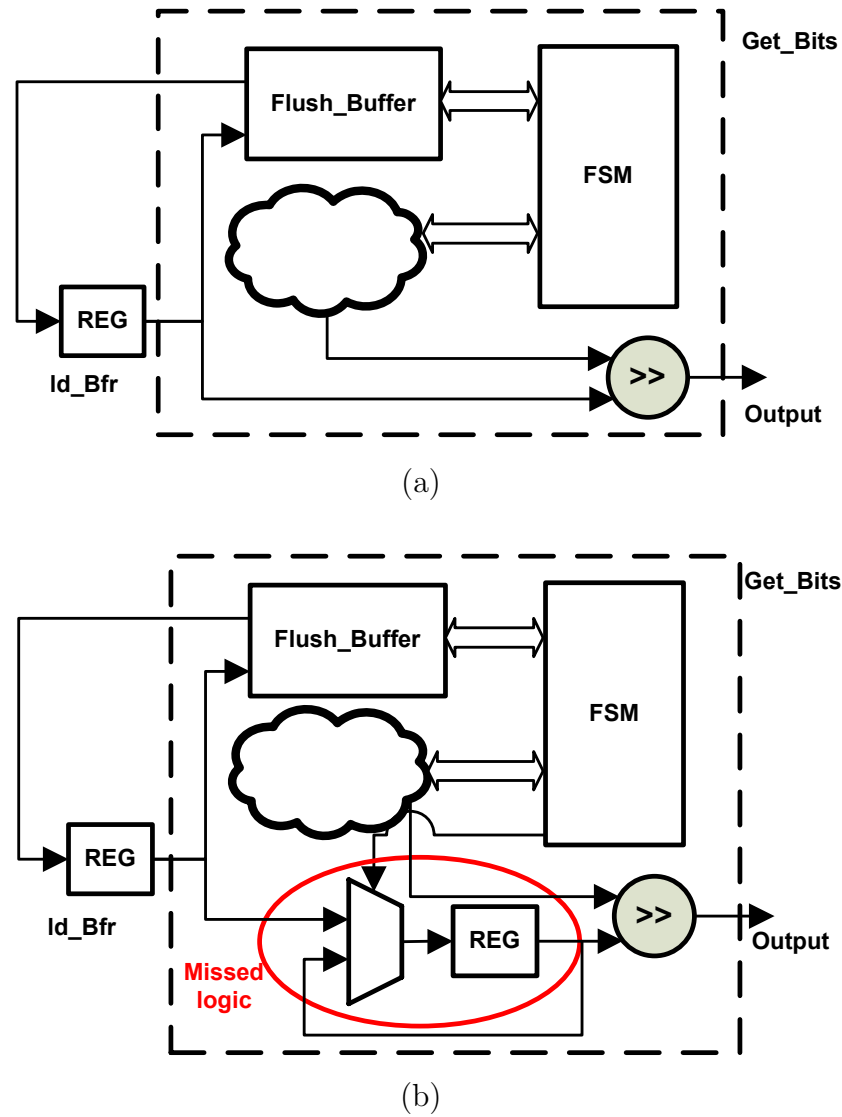 Get_Bits
Flush_Buffer
FSM
REG
ld_Bfr
>>
Output
(a)
Get_Bits
Flush_Buffer
FSM
REG
ld_Bfr
>>
REG
Output
Missed
logic
(b)